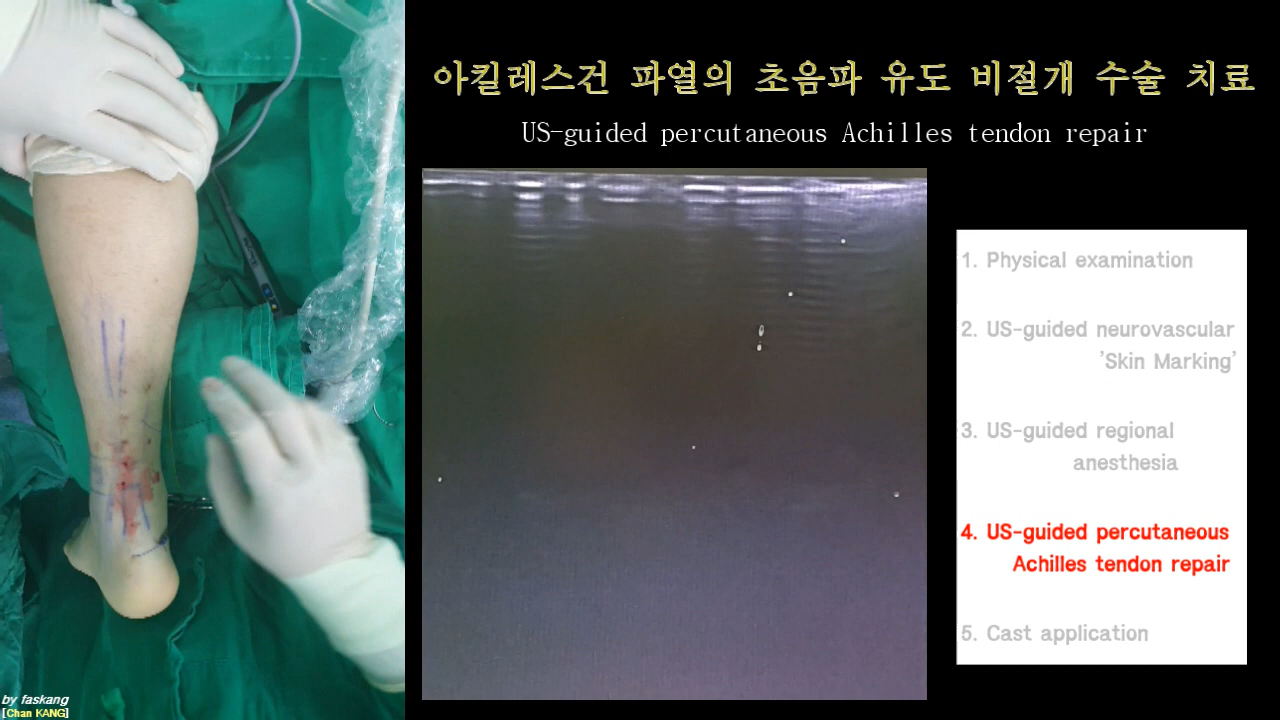 아킬레스건 파열의 초음파 유도 비절개 수술 치료
US-guided percutaneous Achilles tendon repair
1. Physical examination
2. US-guided neurovascular
'Skin Marking'
3. US-guided regional
anesthesia
4. US-guided percutaneous
Achilles tendon repair
5. Cast application
by faskang
[Chan KANG]